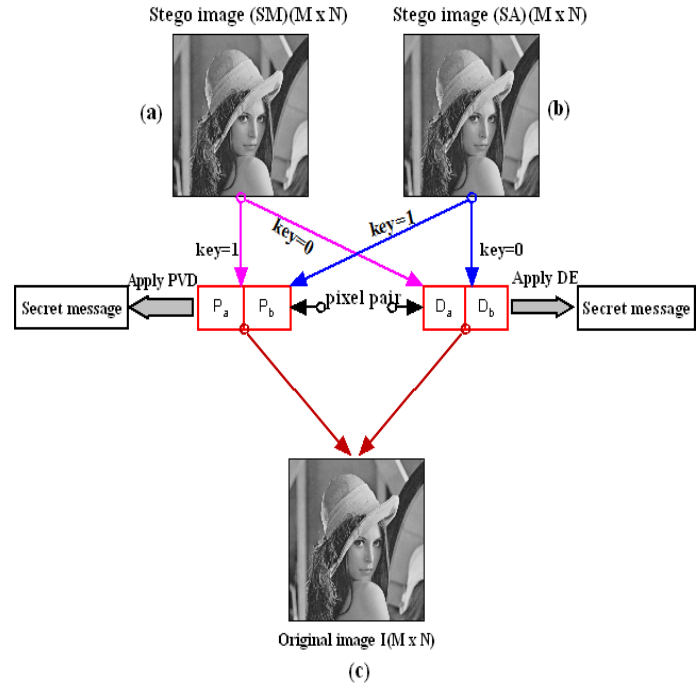 Stego image (SM)(M x N)
Stego image (SA)(M x N)
(a)
(b)
key=1
key=0
key=1
key=0
Apply PVD
Apply DE
Secret message
Pa
Pb
pixel pair
Da
Db
Secret message
Original image I(M x N)
(c)